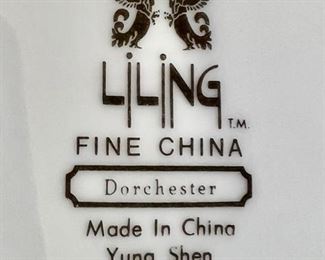 LiLiNG T.M.
FINE CHINA
Dorchester
Made In China
Yung Shen